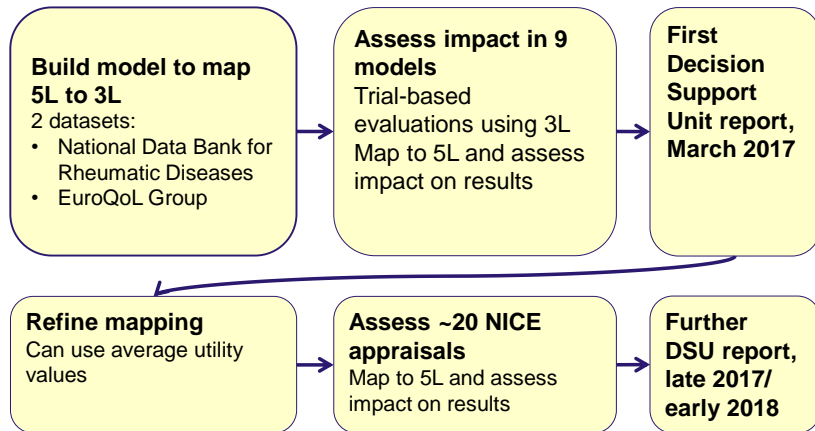 Build model to map
5L to 3L
2 datasets:
• National Data Bank for
Rheumatic Diseases
• EuroQoL Group
Assess impact in 9
models
Trial-based
evaluations using 3L
Map to 5L and assess
impact on results
First
Decision
Support
Unit report,
March 2017
Refine mapping
Can use average utility
values
Assess ~20 NICE
appraisals
Map to 5L and assess
impact on results
Further
DSU report,
late 2017/
early 2018